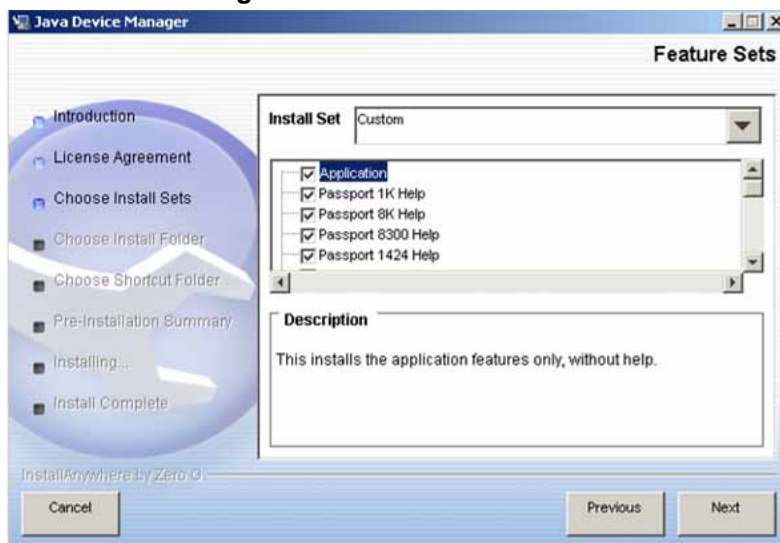 Java Device Manager
Feature Sets
Introduction
License Agreement
Choose Install Sets
Choose Install Folder
Choose Shortcut Folder
Pre-Installation Summary
Installing...
Install Complete
Install Set
Custom
Application
Passport 1K Help
Passport 8K Help
Passport 8300 Help
Passport 1424 Help
Description
This installs the application features only, without help.
InstallAnywhere by Zero G.
Cancel
Previous
Next